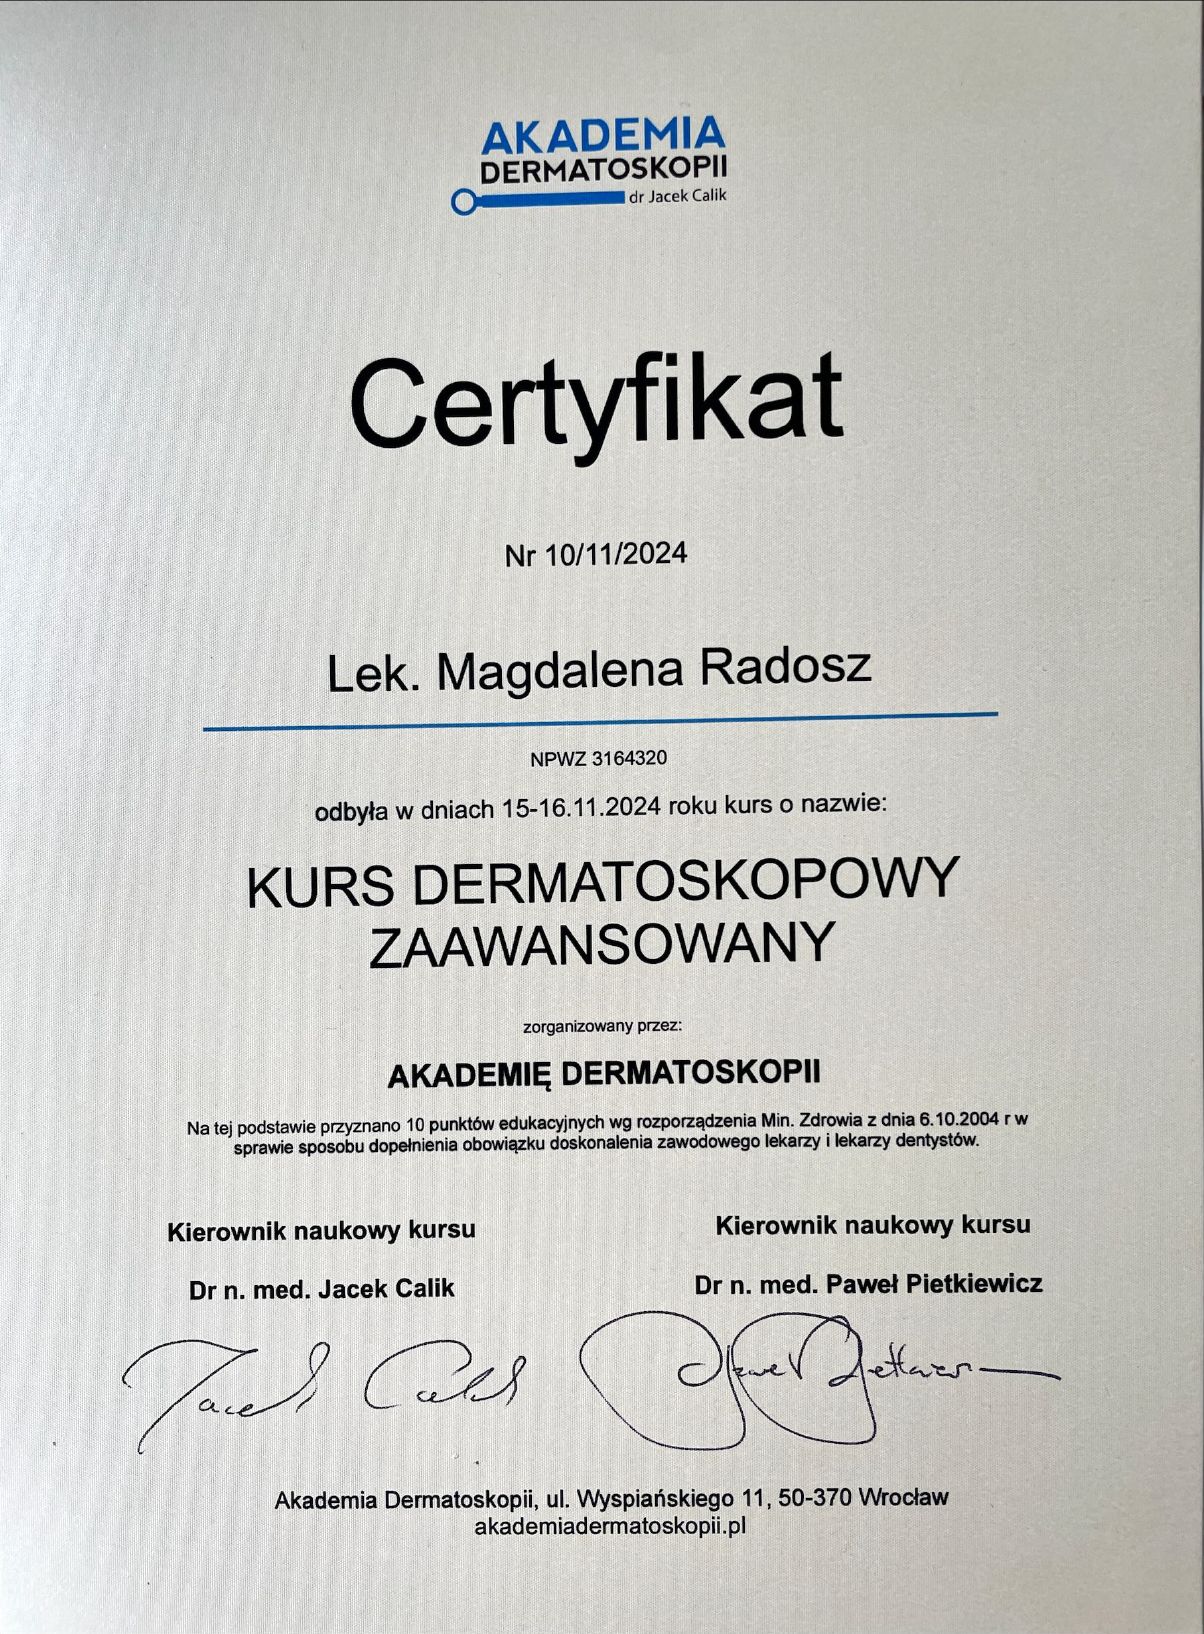 AKADEMIA
DERMATOSKOPII
dr Jacek Calik
Certyfikat
Nr 10/11/2024
Lek. Magdalena Radosz
NPWZ 3164320
odbyła w dniach 15-16.11.2024 roku kurs o nazwie:
KURS DERMATOSKOPOWY
ZAAWANSOWANY
zorganizowany przez:
AKADEMIĘ DERMATOSKOPII
Na tej podstawie przyznano 10 punktów edukacyjnych wg rozporządzenia Min. Zdrowia z dnia 6.10.2004 r w
sprawie sposobu dopełnienia obowiązku doskonalenia zawodowego lekarzy i lekarzy dentystów.
Kierownik naukowy kursu
Dr n. med. Jacek Calik
Jacek Calik
Kierownik naukowy kursu
Dr n. med. Paweł Pietkiewicz
Akademia Dermatoskopii, ul. Wyspiańskiego 11, 50-370 Wrocław
akademiadermatoskopii.pl